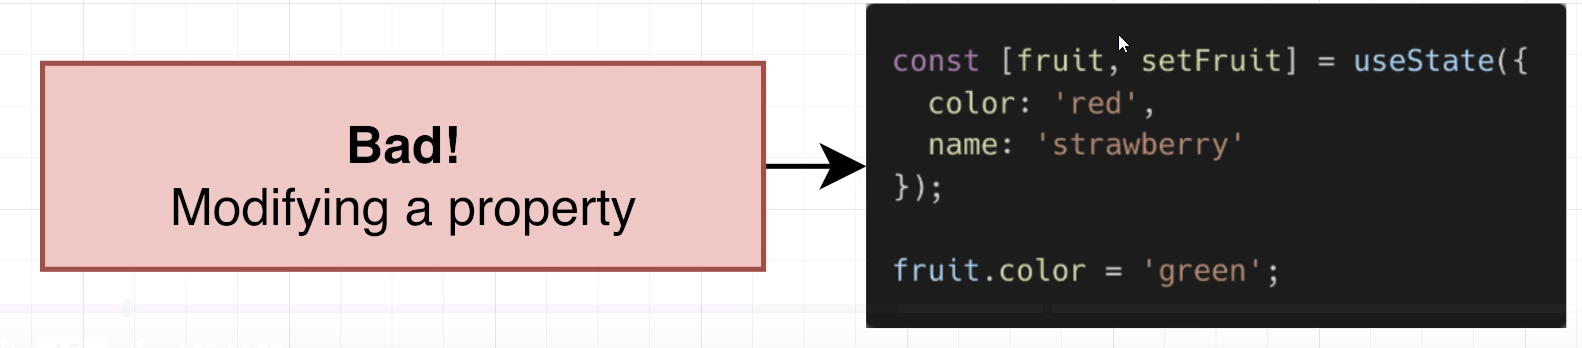 Bad!
Modifying a property
const [fruit, setFruit] = useState({
  color: 'red',
  name: 'strawberry'
});
fruit.color = 'green';